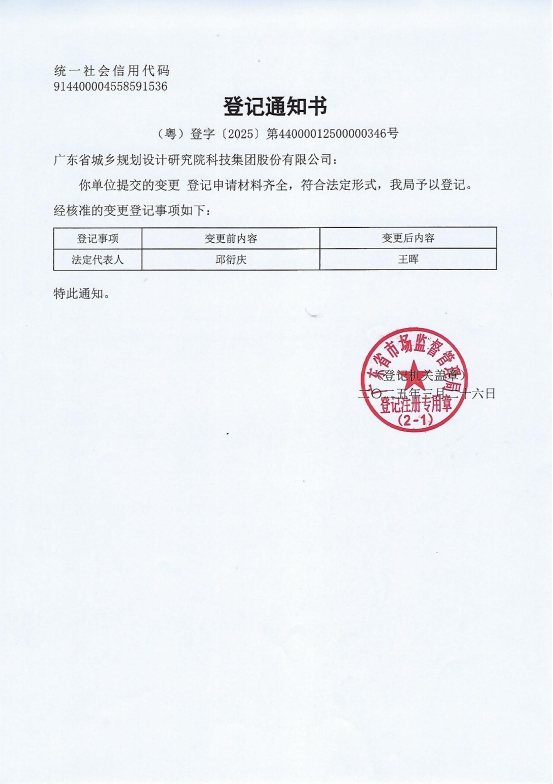 统一社会信用代码
914400004558591536
登记通知书
（粤）登字〔2025〕第44000012500000346号
广东省城乡规划设计研究院科技集团股份有限公司：
你单位提交的变更 登记申请材料齐全，符合法定形式，我局予以登记。
经核准的变更登记事项如下：
登记事项 变更前内容 变更后内容
法定代表人 邱衍庆 王晖
特此通知。
广东省市场监督管理局
（登记机关盖章）
二〇二五年三月二十六日
登记注册专用章
(2-1)